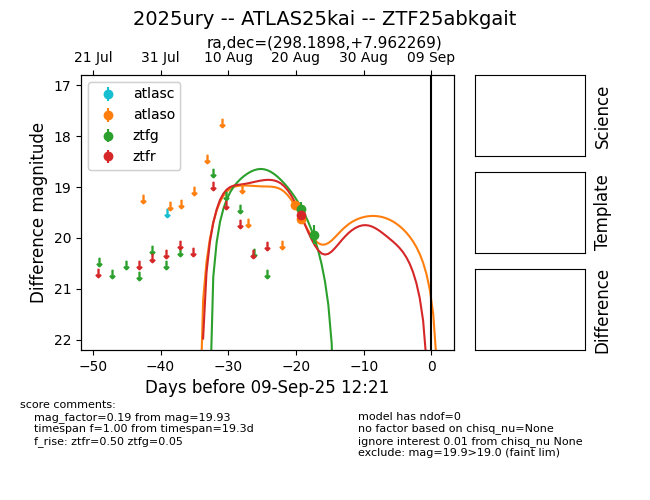 2025ury -- ATLAS25kai -- ZTF25abkgait
ra,dec=(298.1898,+7.962269)
21 Jul 31 Jul 10 Aug 20 Aug 30 Aug 09 Sep
atlasc
atlaso
ztfg
ztfr
17
18
19
20
21
22
Difference magnitude
−50 −40 −30 −20 −10 0
Days before 09-Sep-25 12:21
Science
Template
Difference
score comments:
mag_factor=0.19 from mag=19.93
timespan f=1.00 from timespan=19.3d
f_rise: ztfr=0.50 ztfg=0.05
model has ndof=0
no factor based on chisq_nu=None
ignore interest 0.01 from chisq_nu None
exclude: mag=19.9>19.0 (faint lim)